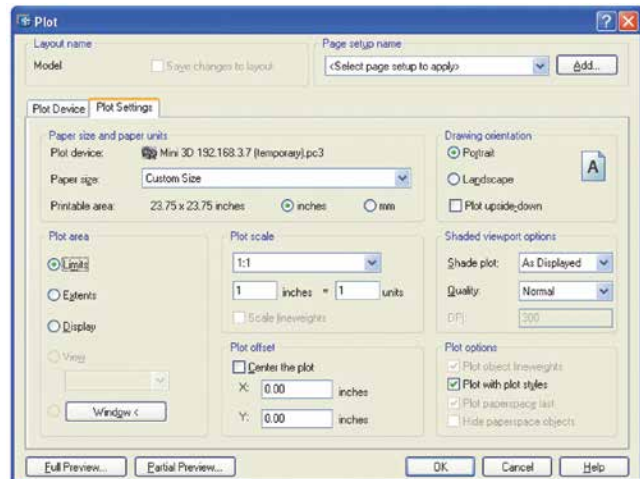 Plot
Layout name
Model
Save changes to layout
Page setup name
<Select page setup to apply>
Add...
Plot Device
Plot Settings
Paper size and paper units
Plot device: Mini 3D 192.168.3.7 (temporary).pc3
Paper size: Custom Size
Printable area: 23.75 x 23.75 inches inches mm
Drawing orientation
Portrait
Landscape
Plot upside-down
A
Plot area
Limits
Extents
Display
View
Window <
Plot scale
1:1
1 inches = 1 units
Scale lineweights
Plot offset
Center the plot
X: 0.00 inches
Y: 0.00 inches
Shaded viewport options
Shade plot: As Displayed
Quality: Normal
DPI: 300
Plot options
Plot object lineweights
Plot with plot styles
Plot paperspace last
Hide paperspace objects
Full Preview...
Partial Preview...
OK
Cancel
Help